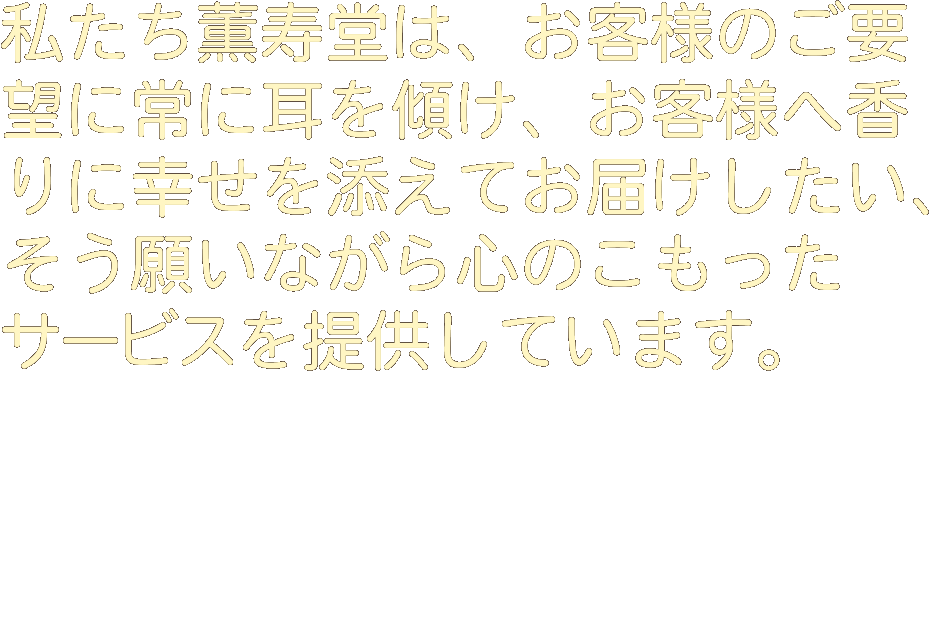 私たち薫寿堂は、お客様のご要
望に常に耳を傾け、お客様へ香
りに幸せを添えてお届けしたい、
そう願いながら心のこもった
サービスを提供しています。